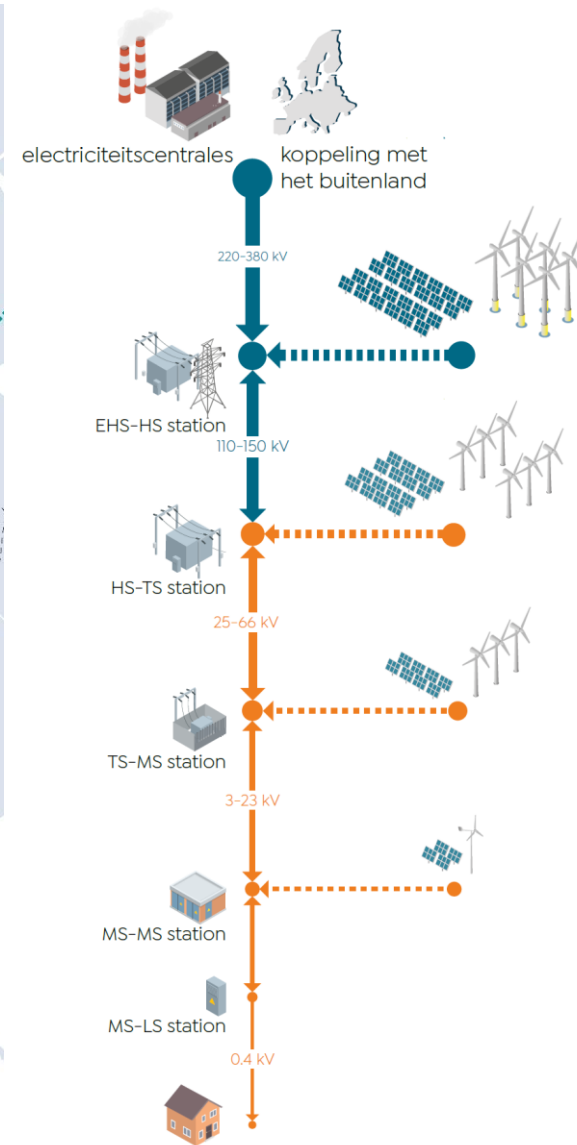 electriciteitscentrales
koppeling met
het buitenland
220-380 kV
EHS-HS station
110-150 kV
HS-TS station
25-66 kV
TS-MS station
3-23 kV
MS-MS station
MS-LS station
0.4 kV